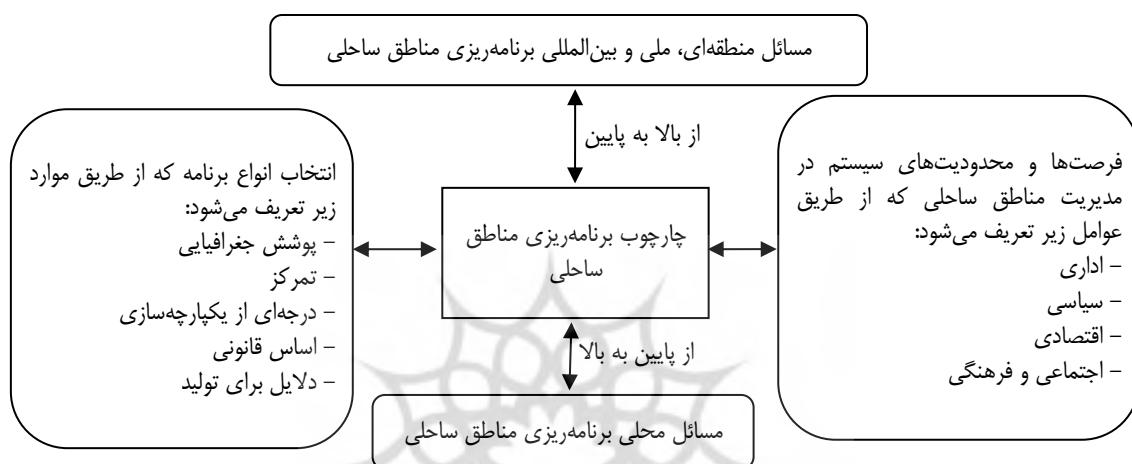 مسائل منطقه‌ای، ملی و بین‌المللی برنامه‌ریزی مناطق ساحلی
از بالا به پایین
فرصت‌ها و محدودیت‌های سیستم در
مدیریت مناطق ساحلی که از طریق
عوامل زیر تعریف می‌شود:
- اداری
- سیاسی
- اقتصادی
- اجتماعی و فرهنگی
چارچوب برنامه‌ریزی مناطق
ساحلی
انتخاب انواع برنامه که از طریق موارد
زیر تعریف می‌شود:
- پوشش جغرافیایی
- تمرکز
- درجه‌ای از یکپارچه‌سازی
- اساس قانونی
- دلایل برای تولید
از پایین به بالا
مسائل محلی برنامه‌ریزی مناطق ساحلی